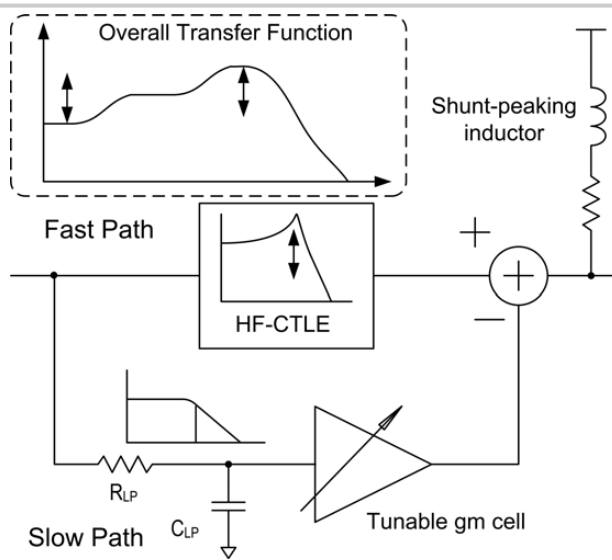 Overall Transfer Function
Shunt-peaking
inductor
Fast Path
+
+
−
HF-CTLE
RLP
CLP
Tunable gm cell
Slow Path